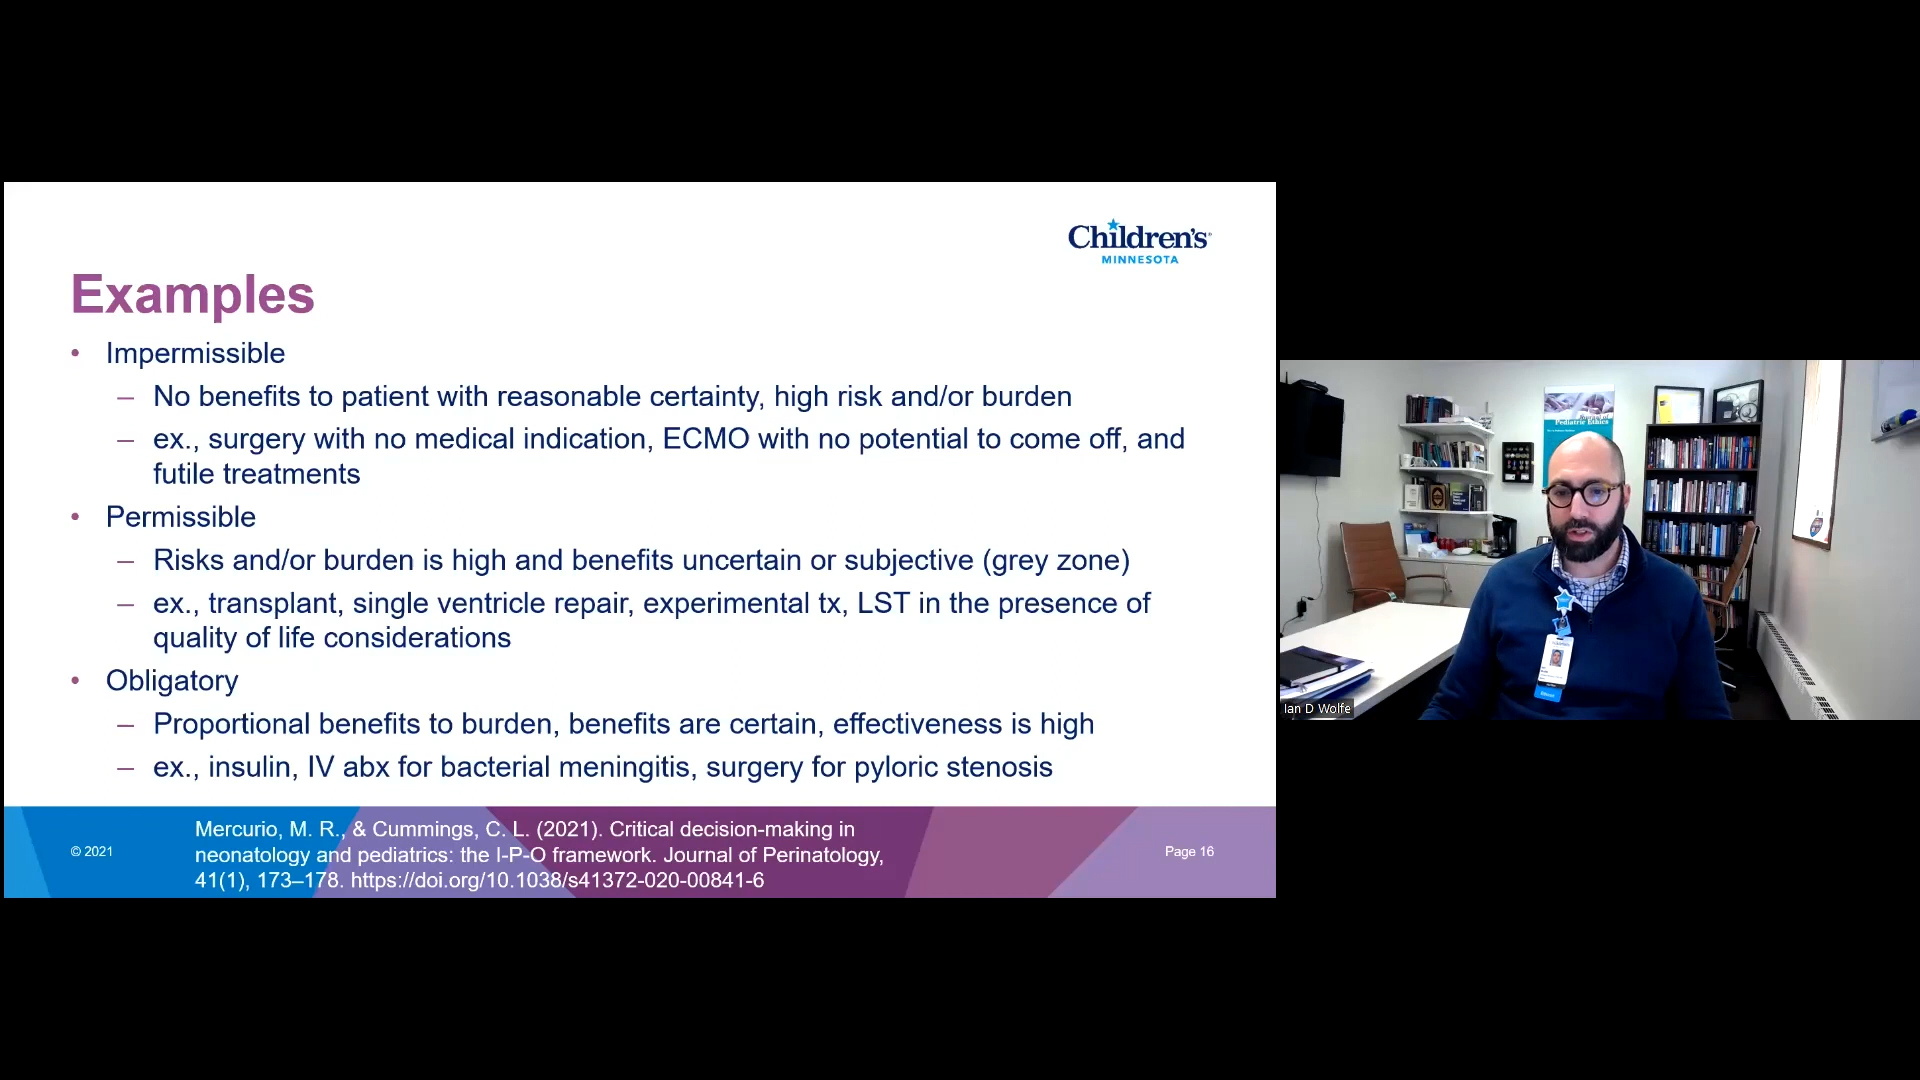 Children's
MINNESOTA
Examples
• Impermissible
– No benefits to patient with reasonable certainty, high risk and/or burden
– ex., surgery with no medical indication, ECMO with no potential to come off, and
futile treatments
• Permissible
– Risks and/or burden is high and benefits uncertain or subjective (grey zone)
– ex., transplant, single ventricle repair, experimental tx, LST in the presence of
quality of life considerations
• Obligatory
– Proportional benefits to burden, benefits are certain, effectiveness is high
– ex., insulin, IV abx for bacterial meningitis, surgery for pyloric stenosis
© 2021
Mercurio, M. R., & Cummings, C. L. (2021). Critical decision-making in
neonatology and pediatrics: the I-P-O framework. Journal of Perinatology,
41(1), 173–178. https://doi.org/10.1038/s41372-020-00841-6
Page 16
Pediatric Ethics
Ian D Wolfe